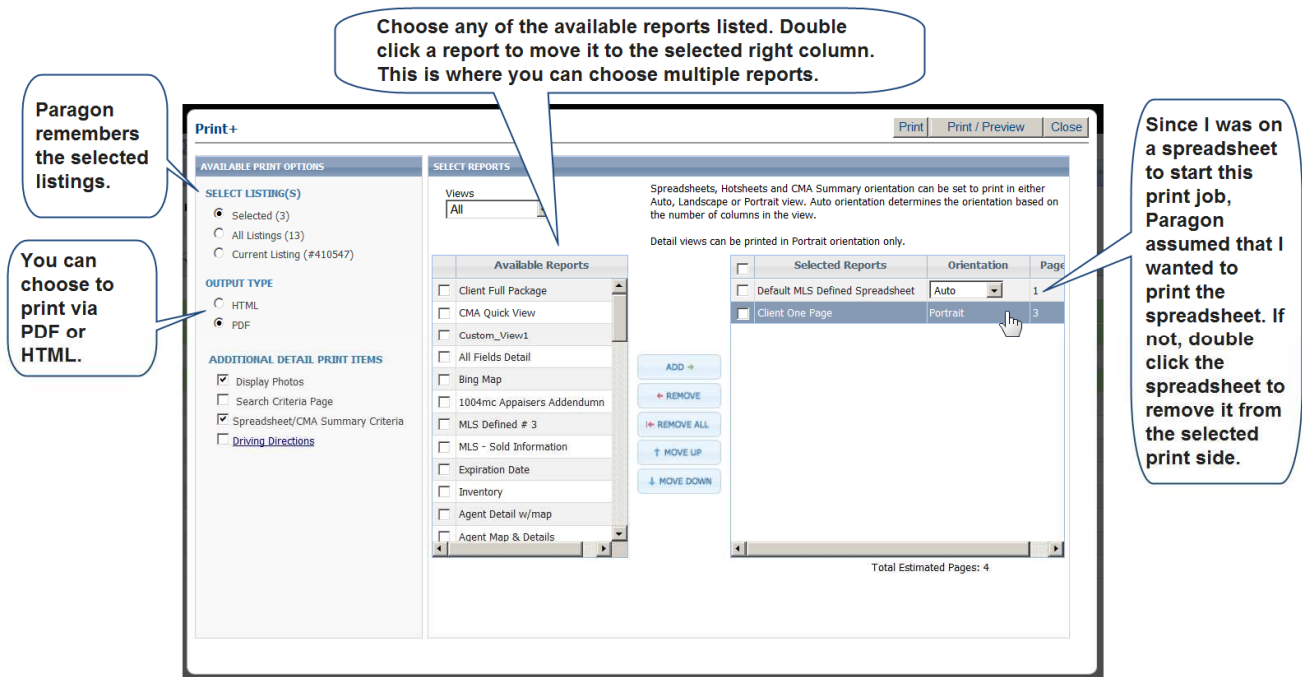 Choose any of the available reports listed. Double
click a report to move it to the selected right column.
This is where you can choose multiple reports.
Paragon
remembers
the selected
listings.
You can
choose to
print via
PDF or
HTML.
Print+
Print
Print / Preview
Close
AVAILABLE PRINT OPTIONS
SELECT LISTING(S)
Selected (3)
All Listings (13)
Current Listing (#410547)
OUTPUT TYPE
HTML
PDF
ADDITIONAL DETAIL PRINT ITEMS
Display Photos
Search Criteria Page
Spreadsheet/CMA Summary Criteria
Driving Directions
SELECT REPORTS
Views
All
Spreadsheets, Hotsheets and CMA Summary orientation can be set to print in either
Auto, Landscape or Portrait view. Auto orientation determines the orientation based on
the number of columns in the view.
Detail views can be printed in Portrait orientation only.
Available Reports
Client Full Package
CMA Quick View
Custom_View1
All Fields Detail
Bing Map
1004mc Appaisers Addendumn
MLS Defined # 3
MLS - Sold Information
Expiration Date
Inventory
Agent Detail w/map
Agent Map & Details
ADD
REMOVE
REMOVE ALL
MOVE UP
MOVE DOWN
Selected Reports Orientation Page
Default MLS Defined Spreadsheet Auto 1
Client One Page Portrait 3
Total Estimated Pages: 4
Since I was on
a spreadsheet
to start this
print job,
Paragon
assumed that I
wanted to
print the
spreadsheet. If
not, double
click the
spreadsheet to
remove it from
the selected
print side.